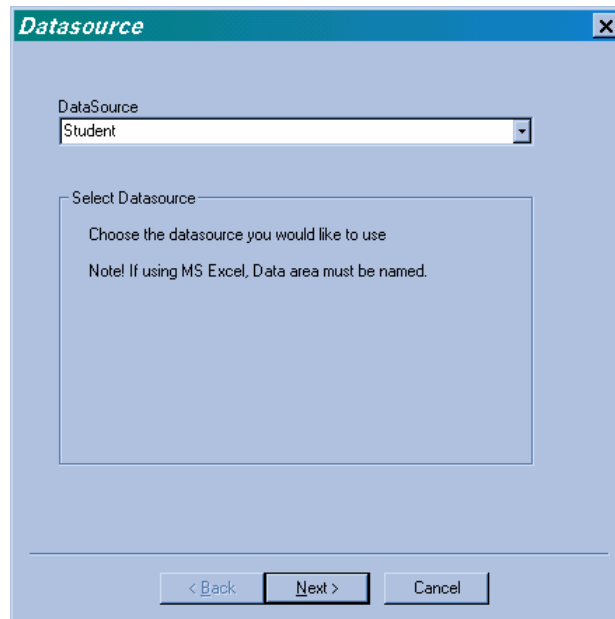 Datasource
DataSource
Student
Select Datasource
Choose the datasource you would like to use
Note! If using MS Excel, Data area must be named.
< Back
Next >
Cancel